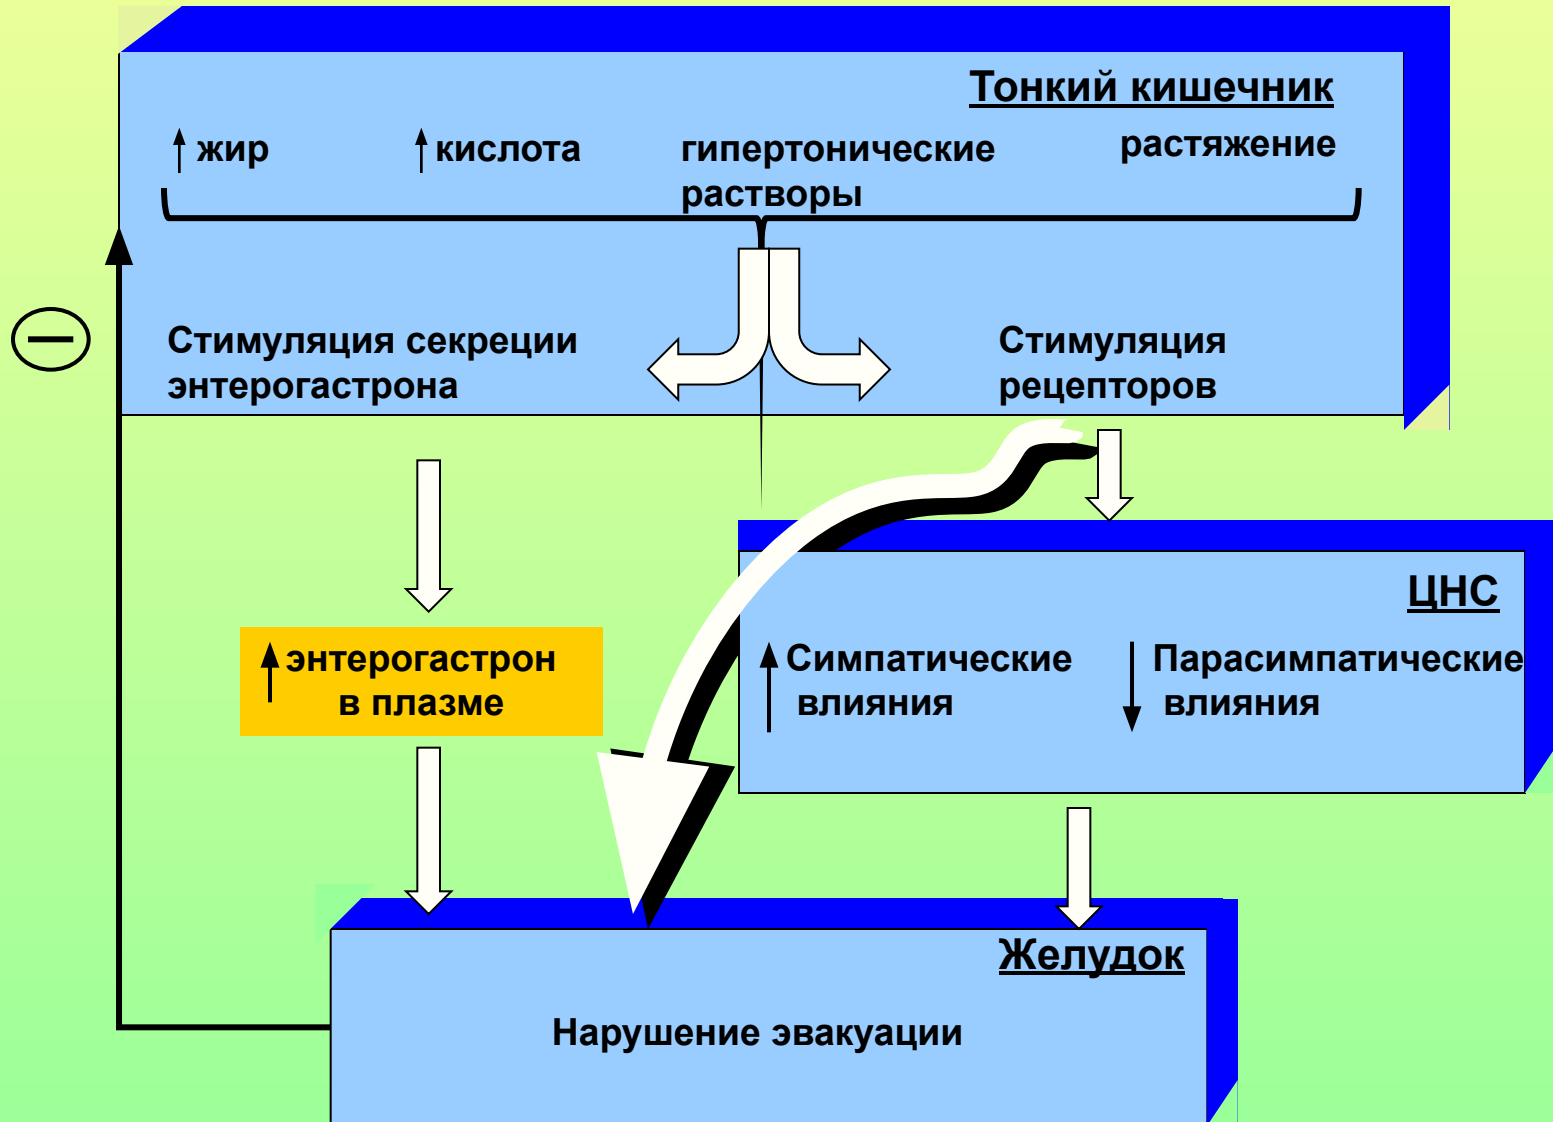 Тонкий кишечник
жир
кислота
гипертонические
растворы
растяжение
Стимуляция секреции
энтерогастрона
Стимуляция
рецепторов
энтерогастрон
в плазме
ЦНС
Симпатические
влияния
Парасимпатические
влияния
Желудок
Нарушение эвакуации